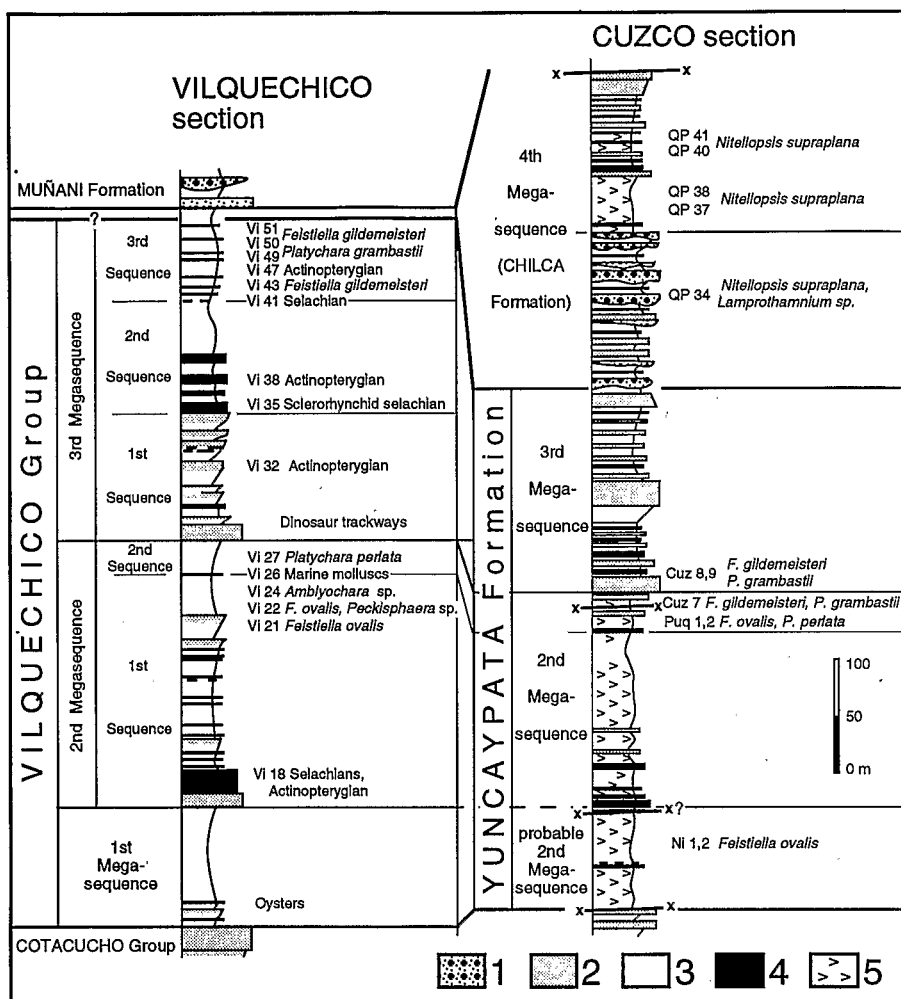 VILQUECHICO
section
MUÑANI Formation
?
VILQUECHICO Group
3rd Megasequence
3rd
Sequence
2nd
Sequence
1st
Sequence
2nd Megasequence
2nd
Sequence
1st
Sequence
1st
Mega-
sequence
COTACUCHO Group
Vi 51
Feistiella gildemeisteri
Vi 50
Platychara grambastii
Vi 49
Vi 47 Actinopterygian
Vi 43 Feistiella gildemeisteri
Vi 41 Selachian
Vi 38 Actinopterygian
Vi 35 Sclerorhynchid selachian
Vi 32 Actinopterygian
Dinosaur trackways
Vi 27 Platychara perlata
Vi 26 Marine molluscs
Vi 24 Amblyochara sp.
Vi 22 F. ovalis, Peckisphaera sp.
Vi 21 Feistiella ovalis
Vi 18 Selachians,
Actinopterygian
Oysters
CUZCO section
x x
4th
Mega-
sequence
(CHILCA
Formation)
QP 41
QP 40
Nitellopsis supraplana
QP 38
QP 37
Nitellopsis supraplana
QP 34
Nitellopsis supraplana,
Lamprothamnium sp.
YUNCAYPATA Formation
3rd
Mega-
sequence
Cuz 8,9
F. gildemeisteri
P. grambastii
x x
Cuz 7 F. gildemeisteri, P. grambastii
Puq 1,2 F. ovalis, P. perlata
2nd
Mega-
sequence
100
50
0 m
x x ?
probable
2nd
Mega-
sequence
Ni 1,2 Feistiella ovalis
x x
1 2 3 4 5